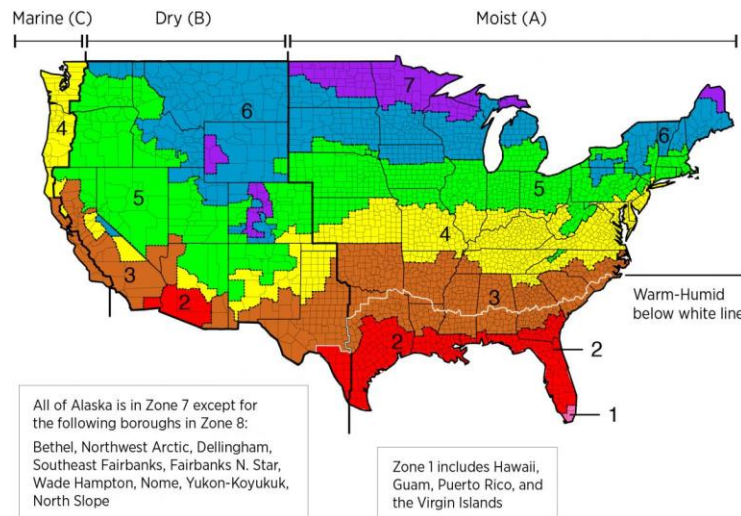 Marine (C)
Dry (B)
Moist (A)
7
6
6
4
5
5
4
3
3
2
Warm-Humid
below white line
2
2
1
All of Alaska is in Zone 7 except for
the following boroughs in Zone 8:
Bethel, Northwest Arctic, Dellingham,
Southeast Fairbanks, Fairbanks N. Star,
Wade Hampton, Nome, Yukon-Koyukuk,
North Slope
Zone 1 includes Hawaii,
Guam, Puerto Rico, and
the Virgin Islands